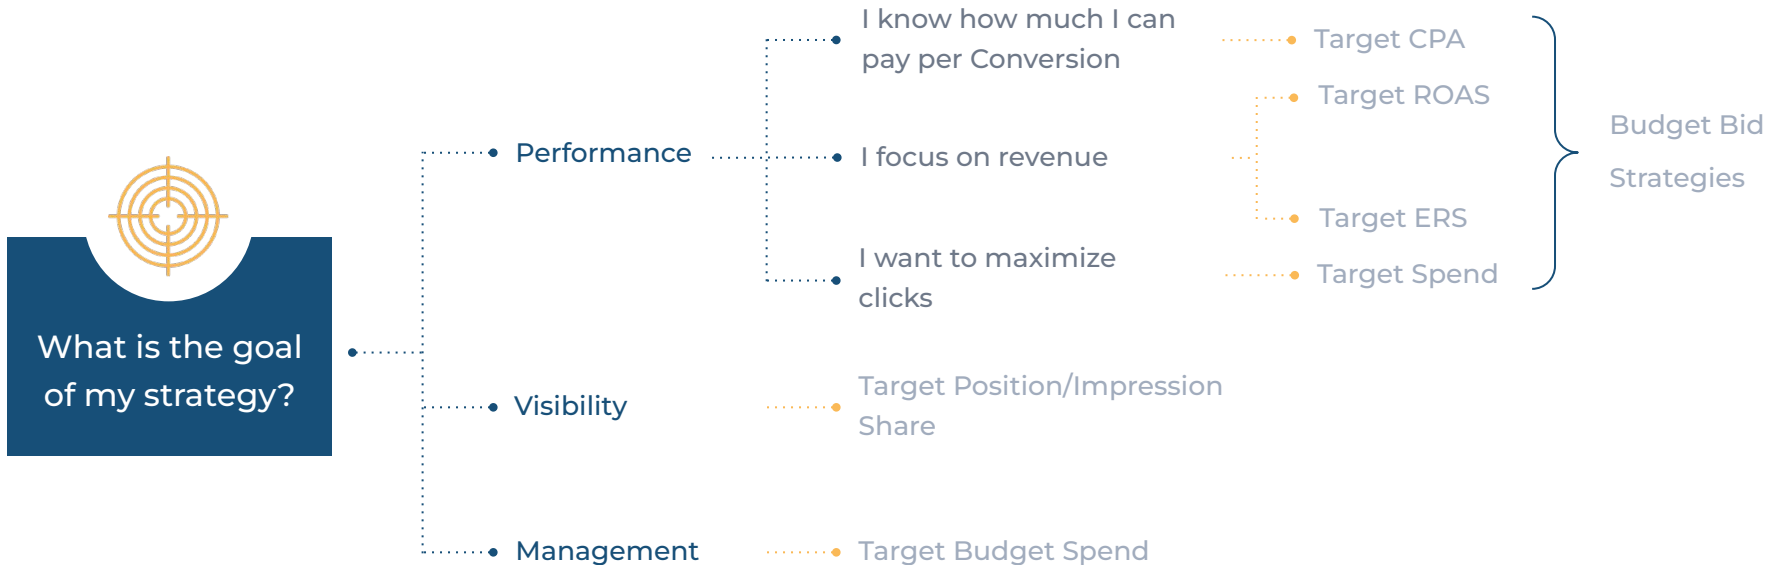 What is the goal
of my strategy?
Performance
I know how much I can
pay per Conversion
Target CPA
I focus on revenue
Target ROAS
Target ERS
I want to maximize
clicks
Target Spend
Budget Bid
Strategies
Visibility
Target Position/Impression
Share
Management
Target Budget Spend